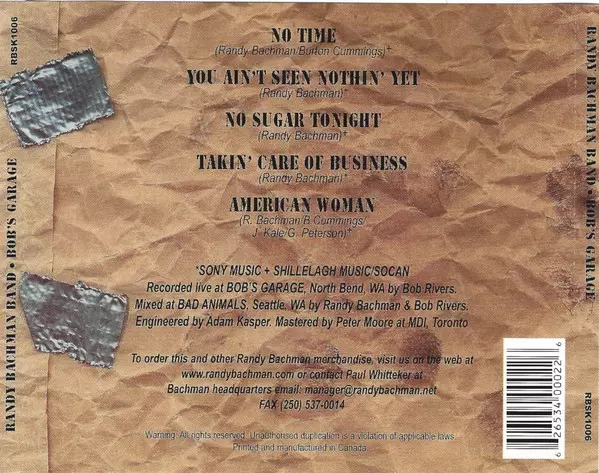 RBSK1006
RANDY BACHMAN BAND • BOB'S GARAGE
NO TIME
(Randy Bachman/Burton Cummings)+
YOU AIN'T SEEN NOTHIN' YET
(Randy Bachman)*
NO SUGAR TONIGHT
(Randy Bachman)+
TAKIN' CARE OF BUSINESS
(Randy Bachman)*
AMERICAN WOMAN
(R. Bachman/B.Cummings/
J. Kale/G. Peterson)+
*SONY MUSIC + SHILLELAGH MUSIC/SOCAN
Recorded live at BOB'S GARAGE, North Bend, WA by Bob Rivers.
Mixed at BAD ANIMALS, Seattle, WA by Randy Bachman & Bob Rivers.
Engineered by Adam Kasper. Mastered by Peter Moore at MDI, Toronto
To order this and other Randy Bachman merchandise, visit us on the web at
www.randybachman.com or contact Paul Whitteker at
Bachman headquarters email: manager@randybachman.net
FAX (250) 537-0014
Warning: All rights reserved. Unauthorised duplication is a violation of applicable laws.
Printed and manufactured in Canada.
RANDY BACHMAN BAND • BOB'S GARAGE
6 26534 00022 6
RBSK1006